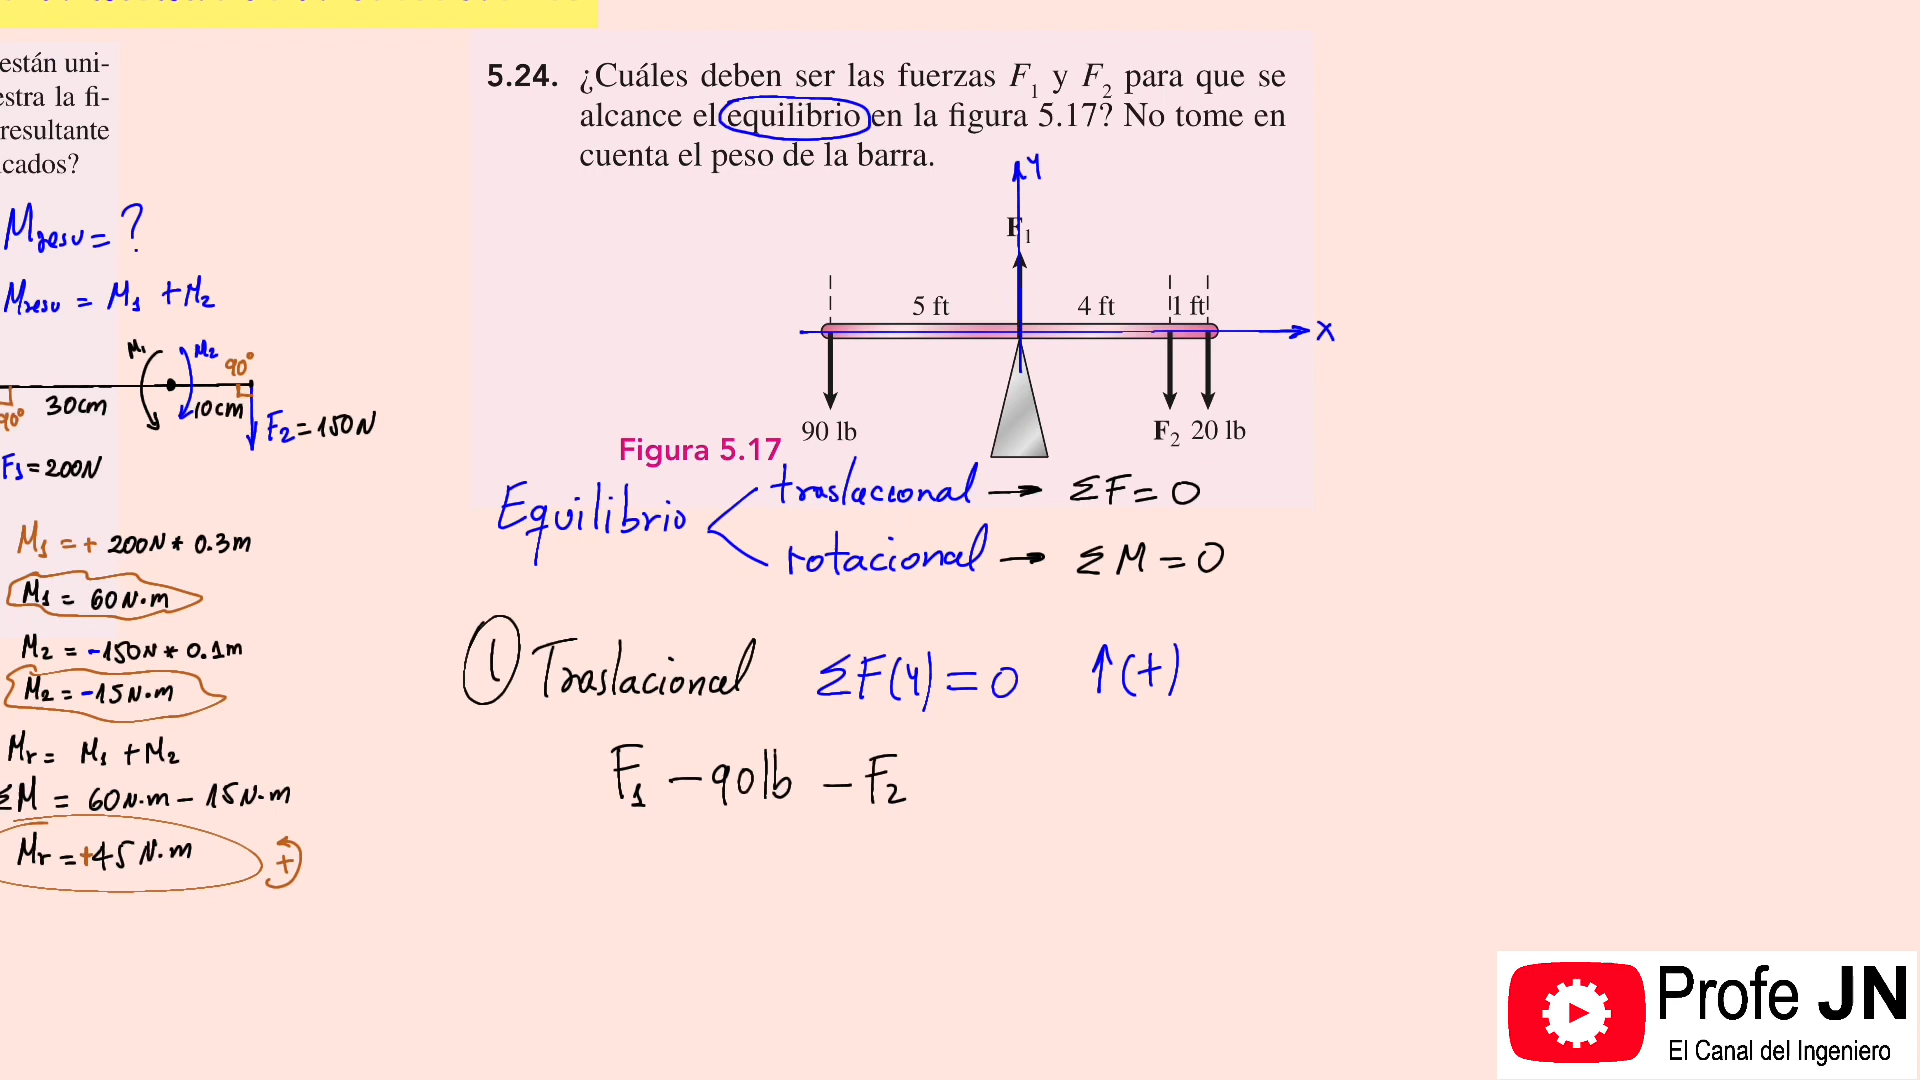 están uni-
estra la fi-
resultante
cados?
Mresu = ?
Mresu = M1 + M2
M1
M2
90°
90°
30cm
10cm
F2 = 150N
F1 = 200N
M1 = + 200N * 0.3m
M1 = 60N·m
M2 = -150N * 0.1m
M2 = -15N·m
Mr = M1 + M2
ΣM = 60N·m - 15N·m
Mr = +45N·m
(+)
5.24. ¿Cuáles deben ser las fuerzas F1 y F2 para que se
alcance el equilibrio en la figura 5.17? No tome en
cuenta el peso de la barra.
y
F1
5 ft
4 ft
1 ft
x
90 lb
F2
20 lb
Figura 5.17
Equilibrio
traslacional → ΣF = 0
rotacional → ΣM = 0
1 Traslacional ΣF(y) = 0 ↑(+)
F1 - 90lb - F2
Profe JN
El Canal del Ingeniero